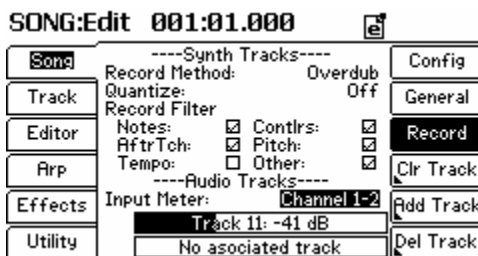 SONG:Edit 001:01.000 e
Song
Track
Editor
Arp
Effects
Utility
----Synth Tracks----
Record Method: Overdub
Quantize: Off
Record Filter
Notes: ☑ Contlrs: ☑
AftrTch: ☑ Pitch: ☑
Tempo: ☐ Other: ☑
----Audio Tracks----
Input Meter: Channel 1-2
Track 11: -41 dB
No asociated track
Config
General
Record
Clr Track
Add Track
Del Track